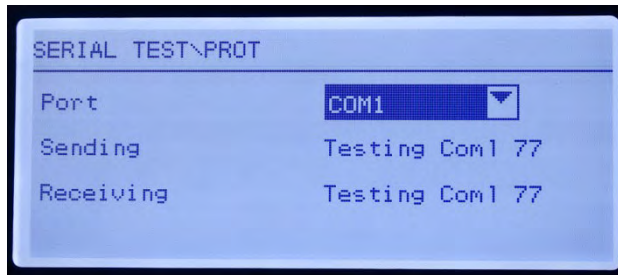 SERIAL TEST\PROT
Port COM1
Sending Testing Com1 77
Receiving Testing Com1 77